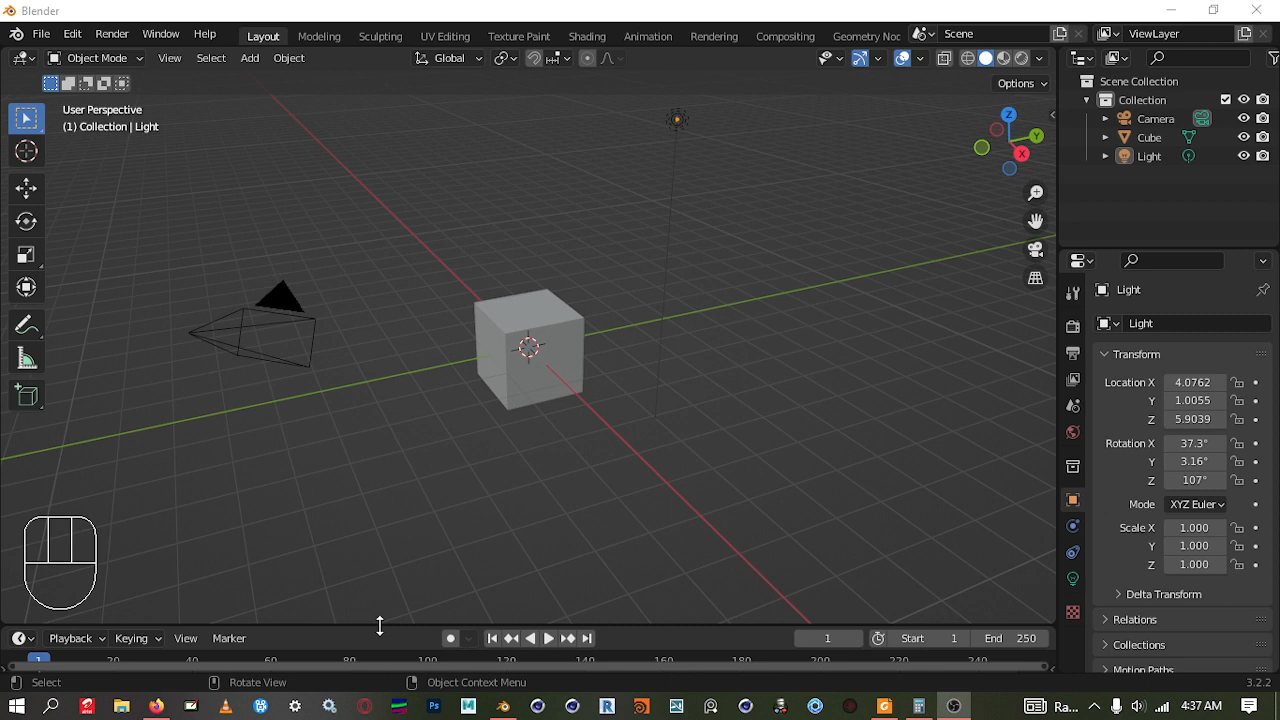 Blender
File Edit Render Window Help Layout Modeling Sculpting UV Editing Texture Paint Shading Animation Rendering Compositing Geometry Noc Scene ViewLayer
Object Mode View Select Add Object Global
Options
User Perspective
(1) Collection | Light
Z
Y
X
Scene Collection
Collection
Camera
Cube
Light
Light
Light
Transform
Location X 4.0762
Y 1.0055
Z 5.9039
Rotation X 37.3°
Y 3.16°
Z 107°
Mode XYZ Euler
Scale X 1.000
Y 1.000
Z 1.000
Delta Transform
Relations
Collections
Motion Paths
Playback Keying View Marker 1 Start 1 End 250
1 20 40 60 80 100 120 140 160 180 200 220 240
Select Rotate View Object Context Menu 3.2.2
Ra... 4:37 AM